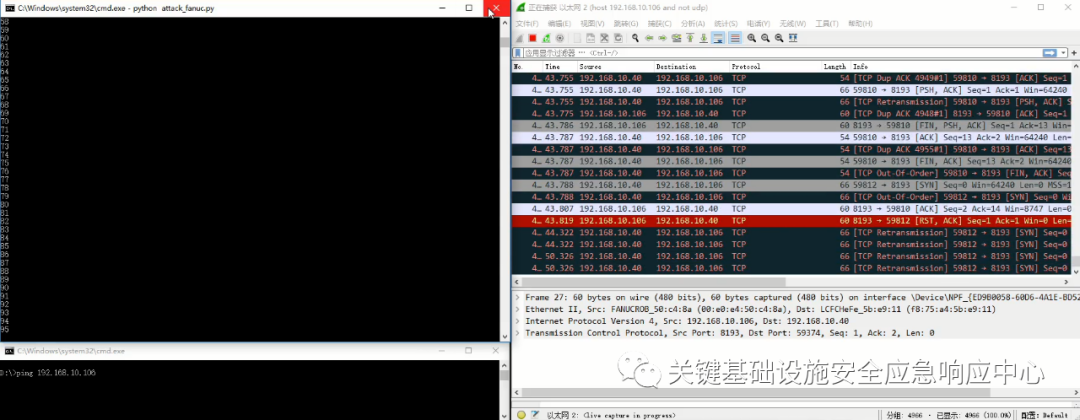 C:\Windows\system32\cmd.exe - python attack_fanuc.py
58
59
60
61
62
63
64
65
66
67
68
69
70
71
72
73
74
75
76
77
78
79
80
81
82
83
84
85
86
87
88
89
90
91
92
93
94
95
C:\Windows\system32\cmd.exe
D:\>ping 192.168.10.106
正在捕获 以太网 2 (host 192.168.10.106 and not udp)
文件(F) 编辑(E) 视图(V) 跳转(G) 捕获(C) 分析(A) 统计(S) 电话(Y) 无线(W) 工具(T) 帮助(H)
应用显示过滤器 … <Ctrl-/>
No. Time Source Destination Protocol Length Info
4… 43.755 192.168.10.40 192.168.10.106 TCP 54 [TCP Dup ACK 4949#1] 59810 → 8193 [ACK] Seq=1
4… 43.755 192.168.10.40 192.168.10.106 TCP 66 59810 → 8193 [PSH, ACK] Seq=1 Ack=1 Win=64240
4… 43.755 192.168.10.40 192.168.10.106 TCP 66 [TCP Retransmission] 59810 → 8193 [PSH, ACK] S
4… 43.775 192.168.10.106 192.168.10.40 TCP 60 [TCP Dup ACK 4948#1] 8193 → 59810 [ACK] Seq=1
4… 43.786 192.168.10.106 192.168.10.40 TCP 60 8193 → 59810 [FIN, PSH, ACK] Seq=1 Ack=13 Win=
4… 43.787 192.168.10.40 192.168.10.106 TCP 54 59810 → 8193 [ACK] Seq=13 Ack=2 Win=64240 Len=
4… 43.787 192.168.10.40 192.168.10.106 TCP 54 [TCP Dup ACK 4955#1] 59810 → 8193 [ACK] Seq=13
4… 43.787 192.168.10.40 192.168.10.106 TCP 54 59810 → 8193 [FIN, ACK] Seq=13 Ack=2 Win=64240
4… 43.787 192.168.10.40 192.168.10.106 TCP 54 [TCP Out-Of-Order] 59810 → 8193 [FIN, ACK] Seq=
4… 43.788 192.168.10.40 192.168.10.106 TCP 66 59812 → 8193 [SYN] Seq=0 Win=64240 Len=0 MSS=1
4… 43.788 192.168.10.40 192.168.10.106 TCP 66 [TCP Out-Of-Order] 59812 → 8193 [SYN] Seq=0 Wi
4… 43.807 192.168.10.106 192.168.10.40 TCP 60 8193 → 59810 [ACK] Seq=2 Ack=14 Win=8747 Len=0
4… 43.819 192.168.10.106 192.168.10.40 TCP 60 8193 → 59812 [RST, ACK] Seq=1 Ack=1 Win=0 Len=
4… 44.322 192.168.10.40 192.168.10.106 TCP 66 [TCP Retransmission] 59812 → 8193 [SYN] Seq=0
4… 44.322 192.168.10.40 192.168.10.106 TCP 66 [TCP Retransmission] 59812 → 8193 [SYN] Seq=0
4… 50.326 192.168.10.40 192.168.10.106 TCP 66 [TCP Retransmission] 59812 → 8193 [SYN] Seq=0
4… 50.326 192.168.10.40 192.168.10.106 TCP 66 [TCP Retransmission] 59812 → 8193 [SYN] Seq=0
Frame 27: 60 bytes on wire (480 bits), 60 bytes captured (480 bits) on interface \Device\NPF_{ED9B0058-60D6-4A1E-BD52
Ethernet II, Src: FANUCROB_50:c4:8a (00:e0:e4:50:c4:8a), Dst: LCFCHeFe_5b:e9:11 (f8:75:a4:5b:e9:11)
Internet Protocol Version 4, Src: 192.168.10.106, Dst: 192.168.10.40
Transmission Control Protocol, Src Port: 8193, Dst Port: 59374, Seq: 1, Ack: 2, Len: 0
关键基础设施安全应急响应中心
以太网 2: <live capture in progress> 分组: 4966 · 已显示: 4966 (100.0%) 配置: Default